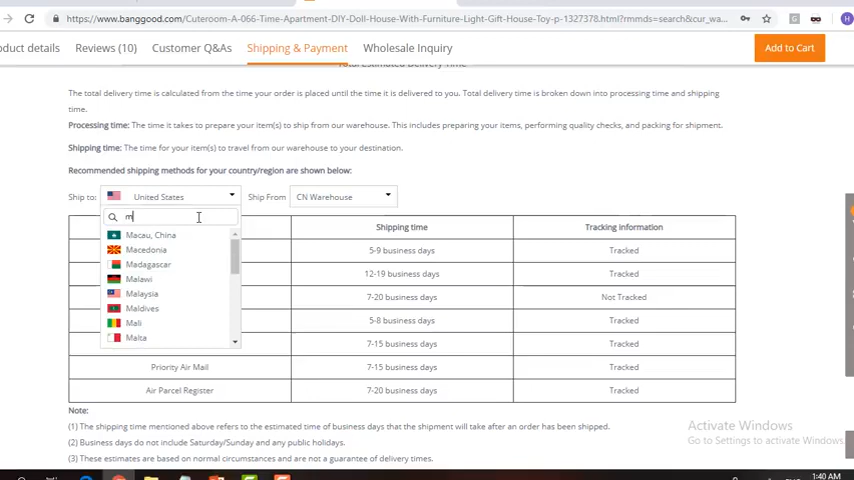 https://www.banggood.com/Cuteroom-A-066-Time-Apartment-DIY-Doll-House-With-Furniture-Light-Gift-House-Toy-p-1327378.html?rmmds=search&cur_wa...
oduct details Reviews (10) Customer Q&As Shipping & Payment Wholesale Inquiry Add to Cart
Total Estimated Delivery Time
The total delivery time is calculated from the time your order is placed until the time it is delivered to you. Total delivery time is broken down into processing time and shipping
time.
Processing time: The time it takes to prepare your item(s) to ship from our warehouse. This includes preparing your items, performing quality checks, and packing for shipment.
Shipping time: The time for your item(s) to travel from our warehouse to your destination.
Recommended shipping methods for your country/region are shown below:
Ship to: United States Ship From CN Warehouse
m
Shipping time Tracking information
Macau, China
Macedonia 5-9 business days Tracked
Madagascar
12-19 business days Tracked
Malawi
Malaysia 7-20 business days Not Tracked
Maldives
Mali 5-8 business days Tracked
Malta 7-15 business days Tracked
Priority Air Mail 7-15 business days Tracked
Air Parcel Register 7-20 business days Tracked
Note:
(1) The shipping time mentioned above refers to the estimated time of business days that the shipment will take after an order has been shipped.
(2) Business days do not include Saturday/Sunday and any public holidays.
(3) These estimates are based on normal circumstances and are not a guarantee of delivery times.
Activate Windows
Go to Settings to activate Windows.
1:40 AM